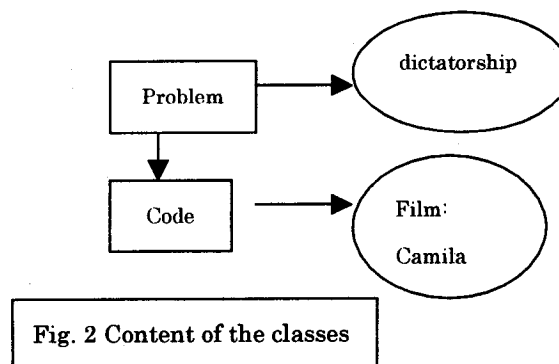 dictatorship
Problem
Code
Film:
Camila
Fig. 2 Content of the classes